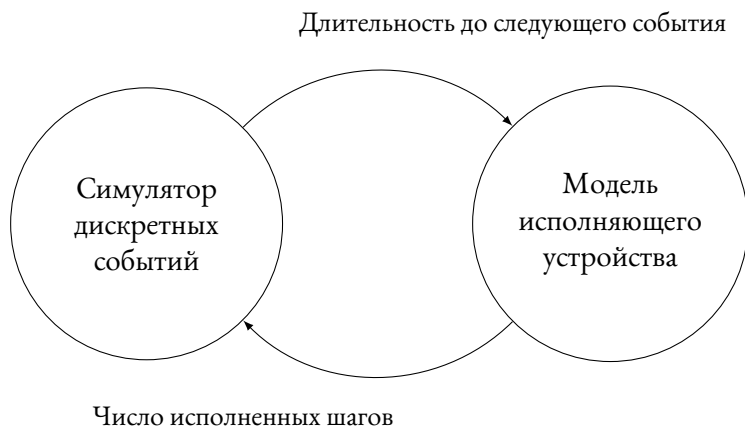 Длительность до следующего события
Симулятор
дискретных
событий
Модель
исполняющего
устройства
Число исполненных шагов